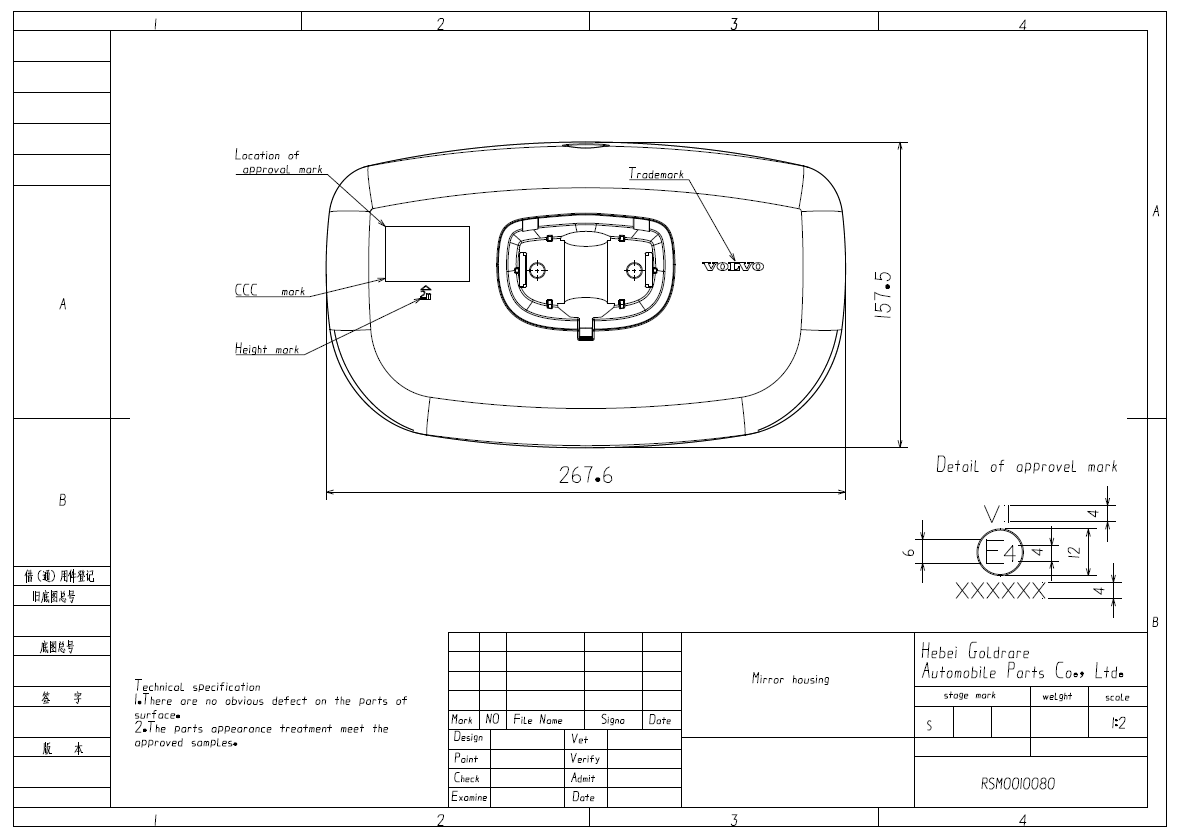 1 2 3 4
Location of
approval mark
Trademark
A
VOLVO
157.5
CCC mark
A
Height mark
Detail of approvel mark
267.6
B
VI
4
6
E4
4
12
借（通）用件登记
XXXXXX
4
旧底图总号
B
底图总号
Hebei Goldrare
Automobile Parts Co., Ltd.
Mirror housing
Technical specification
1.There are no obvious defect on the parts of
surface.
2.The parts appearance treatment meet the
approved samples.
签 字
stage mark weight scale
Mark NO File Name Signa Date
S 1:2
Design Vet
版 本
Point Verify
Check Admit
RSM0010080
Examine Date
1 2 3 4